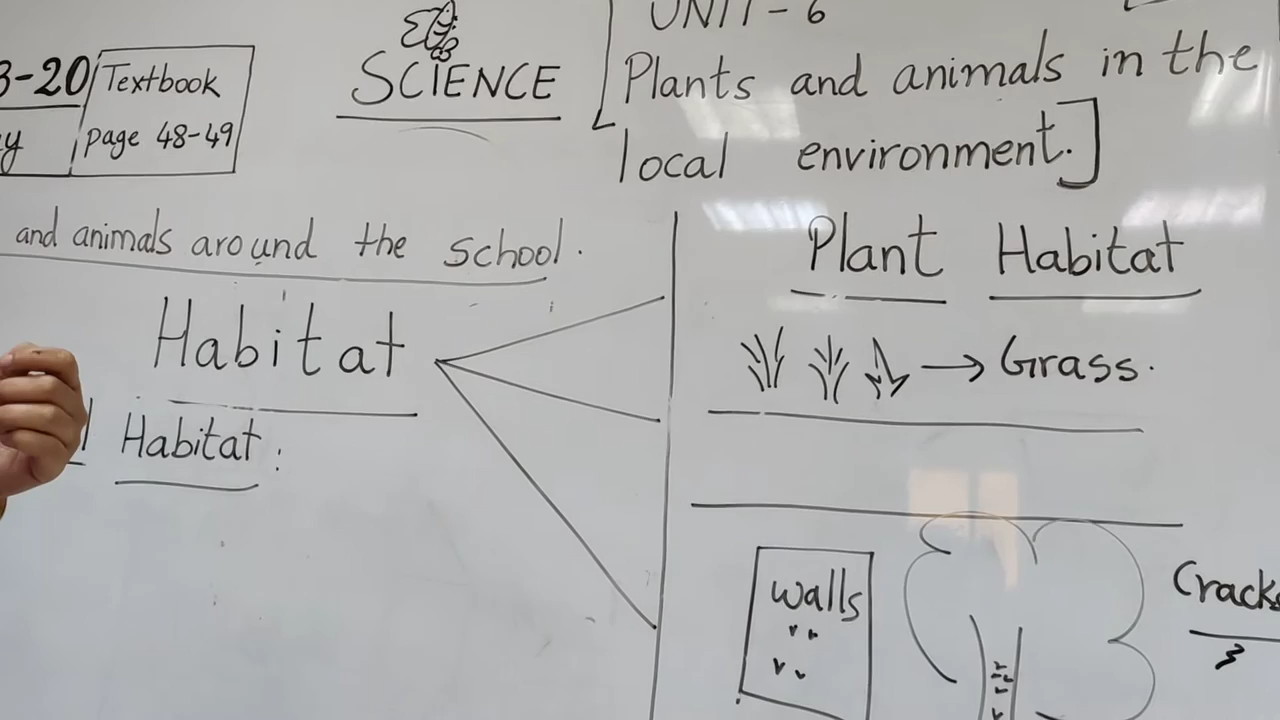 3-20
Textbook
page 48-49
SCIENCE
UNIT-6
Plants and animals in the
local environment.
and animals around the school.
Habitat
Habitat:
Plant Habitat
Grass.
walls
Cracks